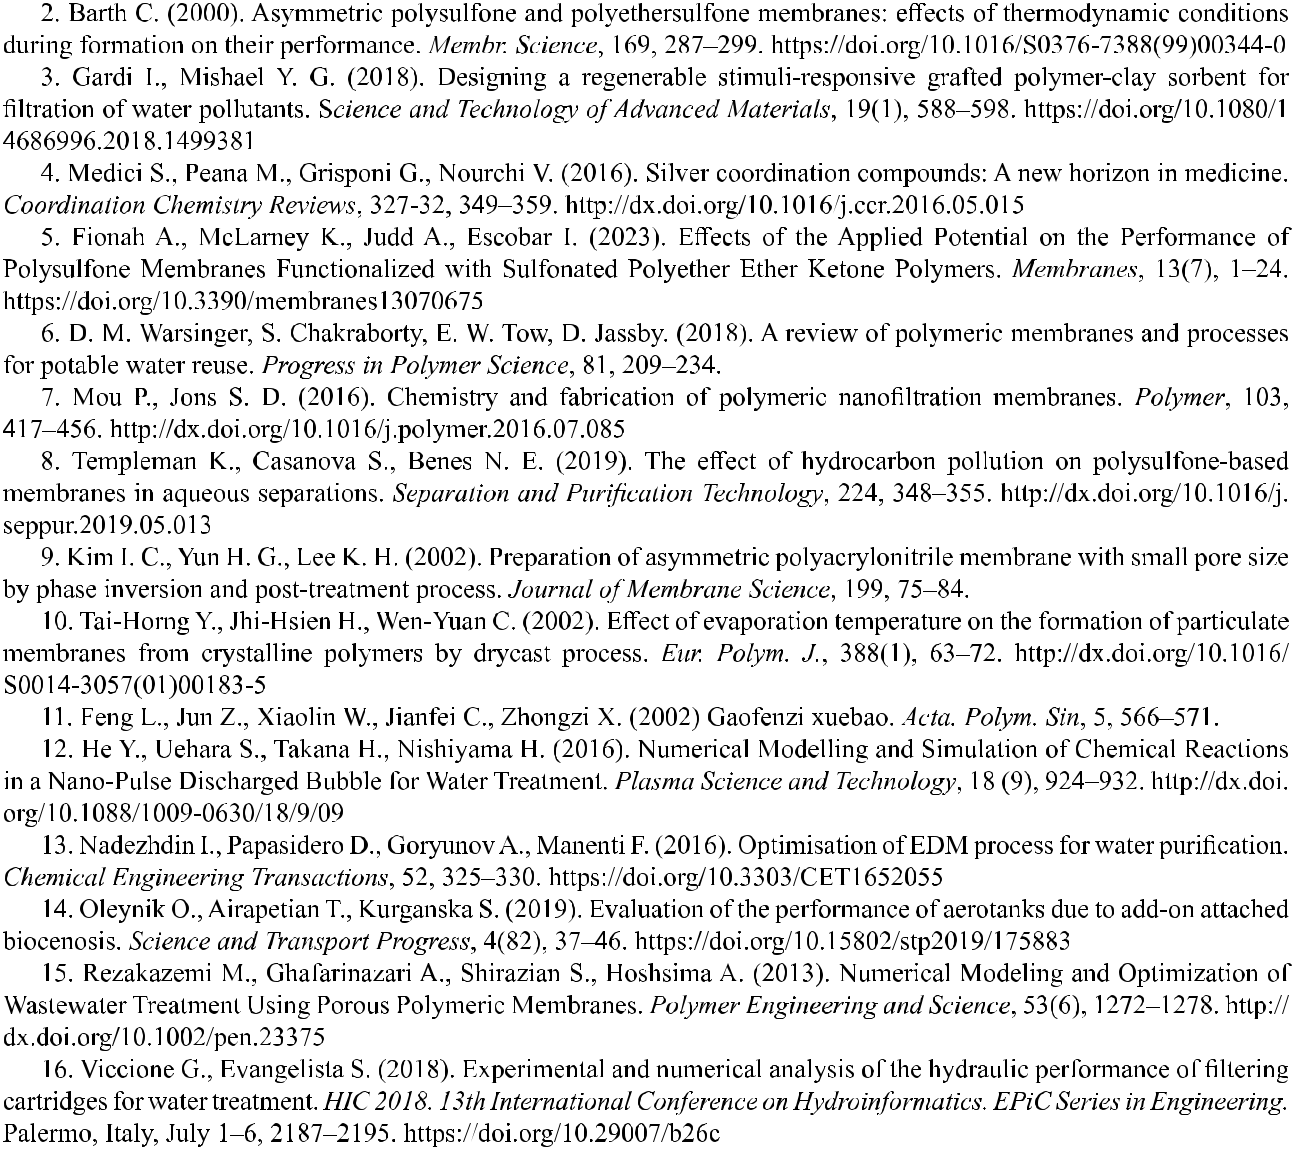 2. Barth C. (2000). Asymmetric polysulfone and polyethersulfone membranes: effects of thermodynamic conditions
during formation on their performance. Membr. Science, 169, 287–299. https://doi.org/10.1016/S0376-7388(99)00344-0
3. Gardi I., Mishael Y. G. (2018). Designing a regenerable stimuli-responsive grafted polymer-clay sorbent for
filtration of water pollutants. Science and Technology of Advanced Materials, 19(1), 588–598. https://doi.org/10.1080/1
4686996.2018.1499381
4. Medici S., Peana M., Grisponi G., Nourchi V. (2016). Silver coordination compounds: A new horizon in medicine.
Coordination Chemistry Reviews, 327-32, 349–359. http://dx.doi.org/10.1016/j.ccr.2016.05.015
5. Fionah A., McLarney K., Judd A., Escobar I. (2023). Effects of the Applied Potential on the Performance of
Polysulfone Membranes Functionalized with Sulfonated Polyether Ether Ketone Polymers. Membranes, 13(7), 1–24.
https://doi.org/10.3390/membranes13070675
6. D. M. Warsinger, S. Chakraborty, E. W. Tow, D. Jassby. (2018). A review of polymeric membranes and processes
for potable water reuse. Progress in Polymer Science, 81, 209–234.
7. Mou P., Jons S. D. (2016). Chemistry and fabrication of polymeric nanofiltration membranes. Polymer, 103,
417–456. http://dx.doi.org/10.1016/j.polymer.2016.07.085
8. Templeman K., Casanova S., Benes N. E. (2019). The effect of hydrocarbon pollution on polysulfone-based
membranes in aqueous separations. Separation and Purification Technology, 224, 348–355. http://dx.doi.org/10.1016/j.
seppur.2019.05.013
9. Kim I. C., Yun H. G., Lee K. H. (2002). Preparation of asymmetric polyacrylonitrile membrane with small pore size
by phase inversion and post-treatment process. Journal of Membrane Science, 199, 75–84.
10. Tai-Horng Y., Jhi-Hsien H., Wen-Yuan C. (2002). Effect of evaporation temperature on the formation of particulate
membranes from crystalline polymers by drycast process. Eur. Polym. J., 388(1), 63–72. http://dx.doi.org/10.1016/
S0014-3057(01)00183-5
11. Feng L., Jun Z., Xiaolin W., Jianfei C., Zhongzi X. (2002) Gaofenzi xuebao. Acta. Polym. Sin, 5, 566–571.
12. He Y., Uehara S., Takana H., Nishiyama H. (2016). Numerical Modelling and Simulation of Chemical Reactions
in a Nano-Pulse Discharged Bubble for Water Treatment. Plasma Science and Technology, 18 (9), 924–932. http://dx.doi.
org/10.1088/1009-0630/18/9/09
13. Nadezhdin I., Papasidero D., Goryunov A., Manenti F. (2016). Optimisation of EDM process for water purification.
Chemical Engineering Transactions, 52, 325–330. https://doi.org/10.3303/CET1652055
14. Oleynik O., Airapetian T., Kurganska S. (2019). Evaluation of the performance of aerotanks due to add-on attached
biocenosis. Science and Transport Progress, 4(82), 37–46. https://doi.org/10.15802/stp2019/175883
15. Rezakazemi M., Ghafarinazari A., Shirazian S., Hoshsima A. (2013). Numerical Modeling and Optimization of
Wastewater Treatment Using Porous Polymeric Membranes. Polymer Engineering and Science, 53(6), 1272–1278. http://
dx.doi.org/10.1002/pen.23375
16. Viccione G., Evangelista S. (2018). Experimental and numerical analysis of the hydraulic performance of filtering
cartridges for water treatment. HIC 2018. 13th International Conference on Hydroinformatics. EPiC Series in Engineering.
Palermo, Italy, July 1–6, 2187–2195. https://doi.org/10.29007/b26c